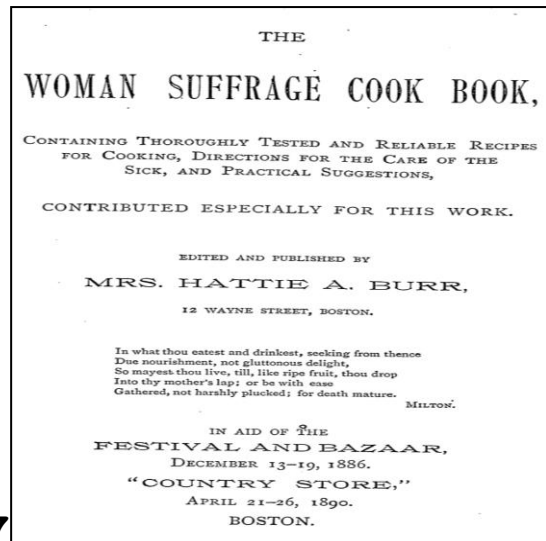 THE
WOMAN SUFFRAGE COOK BOOK,
CONTAINING THOROUGHLY TESTED AND RELIABLE RECIPES
FOR COOKING, DIRECTIONS FOR THE CARE OF THE
SICK, AND PRACTICAL SUGGESTIONS,
CONTRIBUTED ESPECIALLY FOR THIS WORK.
EDITED AND PUBLISHED BY
MRS. HATTIE A. BURR,
12 WAYNE STREET, BOSTON.
In what thou eatest and drinkest, seeking from thence
Due nourishment, not gluttonous delight,
So mayest thou live, till, like ripe fruit, thou drop
Into thy mother's lap; or be with ease
Gathered, not harshly plucked; for death mature.
MILTON.
IN AID OF THE
FESTIVAL AND BAZAAR,
DECEMBER 13–19, 1886.
"COUNTRY STORE,"
APRIL 21–26, 1890.
BOSTON.